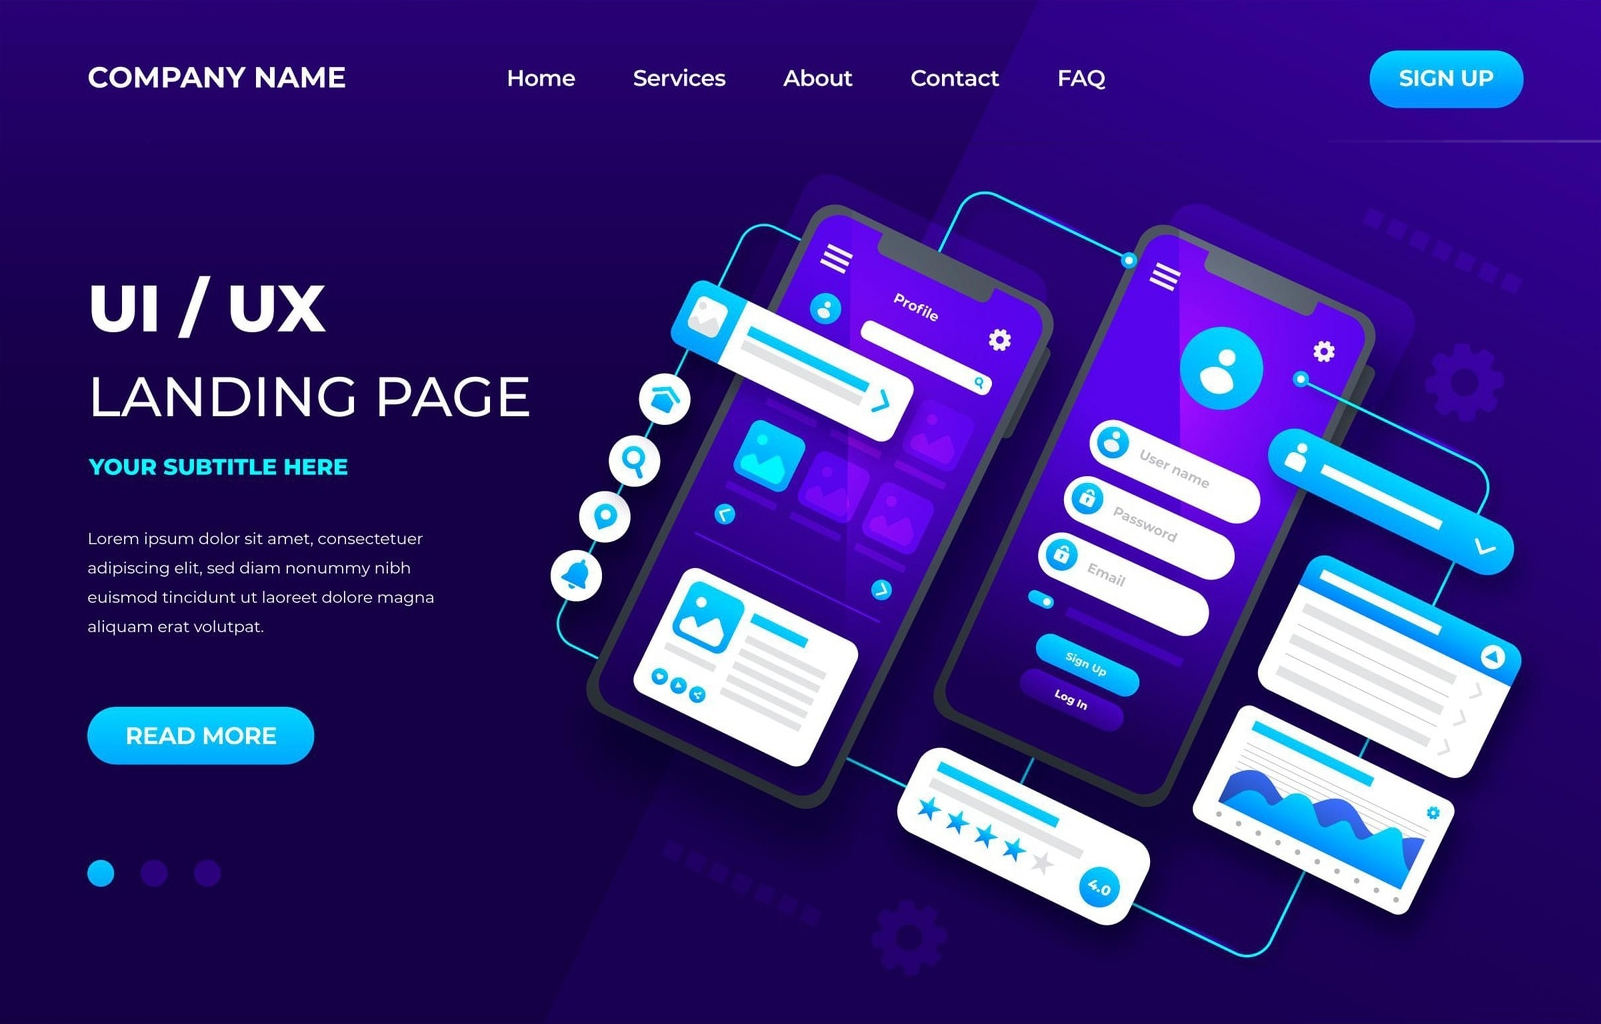 COMPANY NAME
Home
Services
About
Contact
FAQ
SIGN UP
UI / UX
LANDING PAGE
YOUR SUBTITLE HERE
Lorem ipsum dolor sit amet, consectetuer
adipiscing elit, sed diam nonummy nibh
euismod tincidunt ut laoreet dolore magna
aliquam erat volutpat.
READ MORE
Profile
User name
Password
Email
Sign Up
Log In
4.0